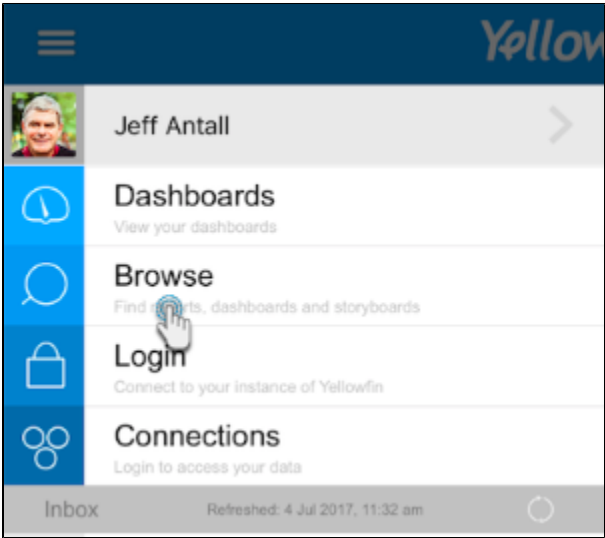 Yellow
Jeff Antall
Dashboards
View your dashboards
Browse
Find reports, dashboards and storyboards
Login
Connect to your instance of Yellowfin
Connections
Login to access your data
Inbox Refreshed: 4 Jul 2017, 11:32 am